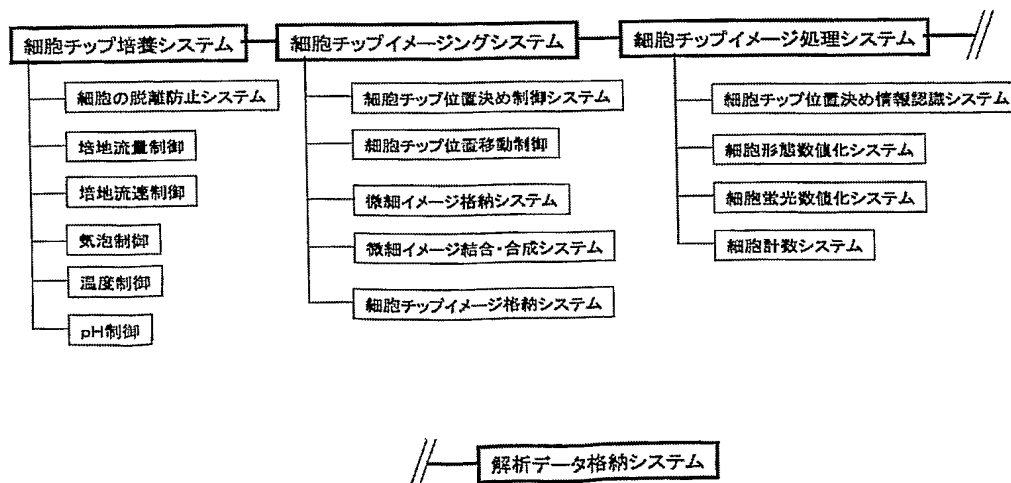 細胞チップ培養システム
細胞の脱離防止システム
培地流量制御
培地流速制御
気泡制御
温度制御
pH制御
細胞チップイメージングシステム
細胞チップ位置決め制御システム
細胞チップ位置移動制御
微細イメージ格納システム
微細イメージ結合・合成システム
細胞チップイメージ格納システム
細胞チップイメージ処理システム
細胞チップ位置決め情報認識システム
細胞形態数値化システム
細胞蛍光数値化システム
細胞計数システム
解析データ格納システム